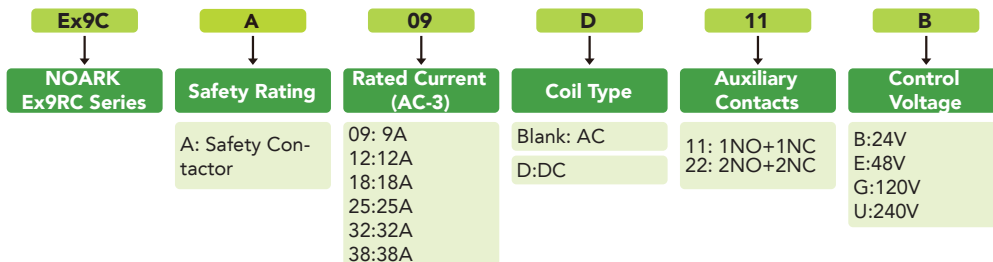 Ex9C A 09 D 11 B
NOARK
Ex9RC Series
Safety Rating
Rated Current
(AC-3)
Coil Type
Auxiliary
Contacts
Control
Voltage
A: Safety Con-
tactor
09: 9A
12:12A
18:18A
25:25A
32:32A
38:38A
Blank: AC
D:DC
11: 1NO+1NC
22: 2NO+2NC
B:24V
E:48V
G:120V
U:240V